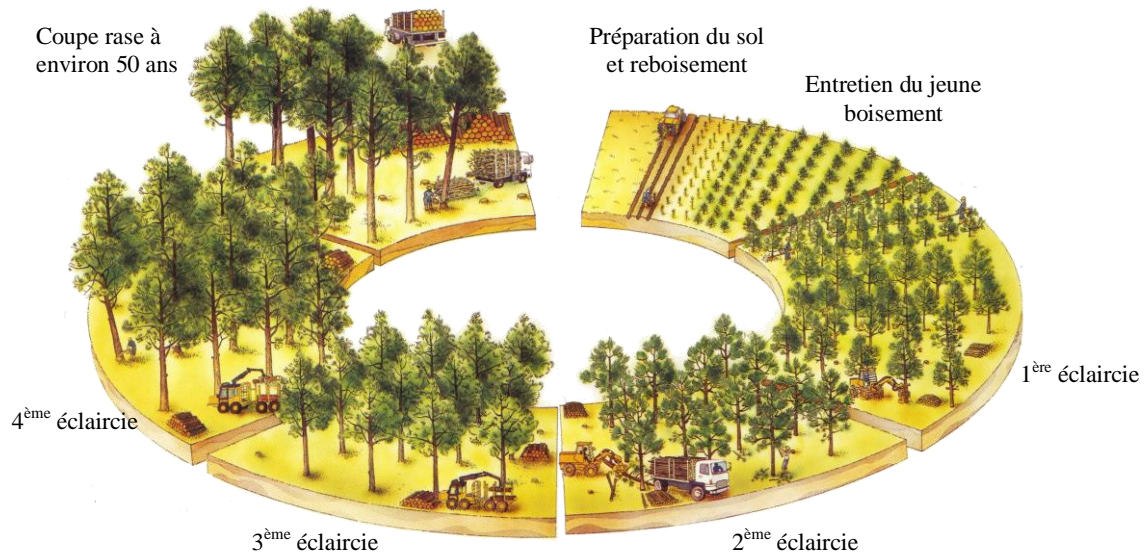 Coupe rase à
environ 50 ans
Préparation du sol
et reboisement
Entretien du jeune
boisement
1ère éclaircie
2ème éclaircie
3ème éclaircie
4ème éclaircie